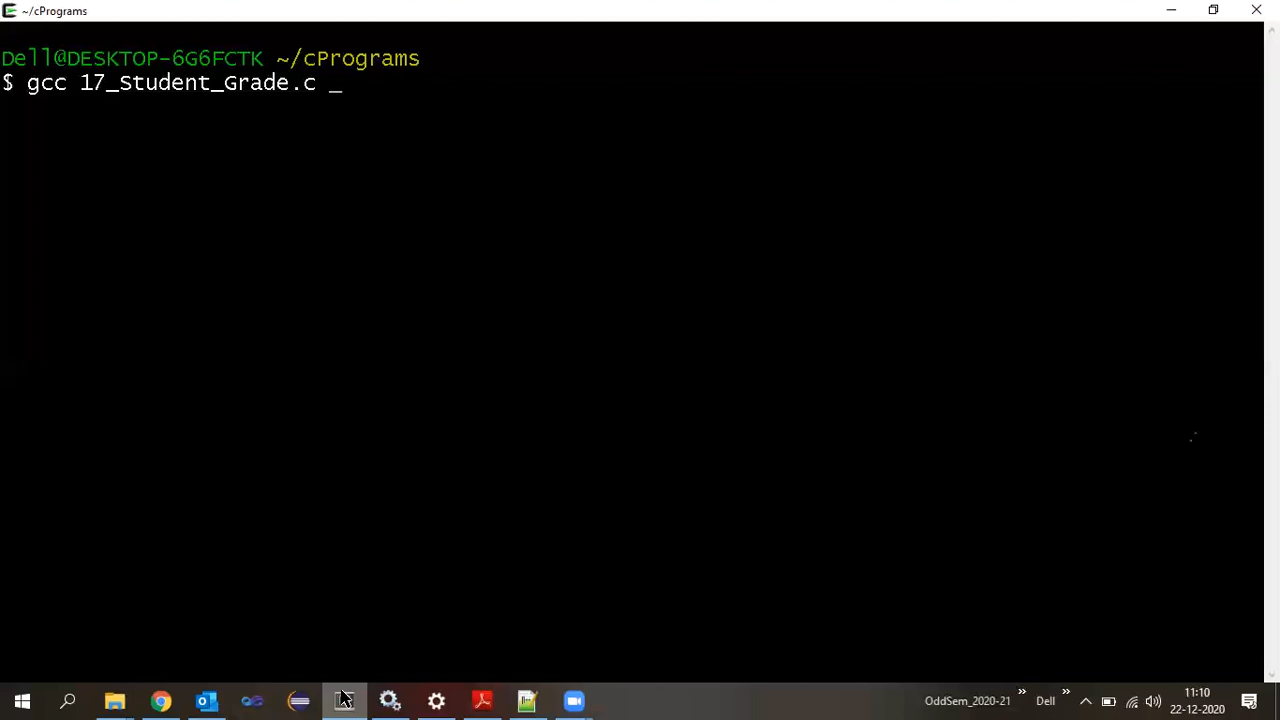 ~/cPrograms
Dell@DESKTOP-6G6FCTK ~/cPrograms
$ gcc 17_Student_Grade.c _
OddSem_2020-21 » Dell » 11:10
22-12-2020